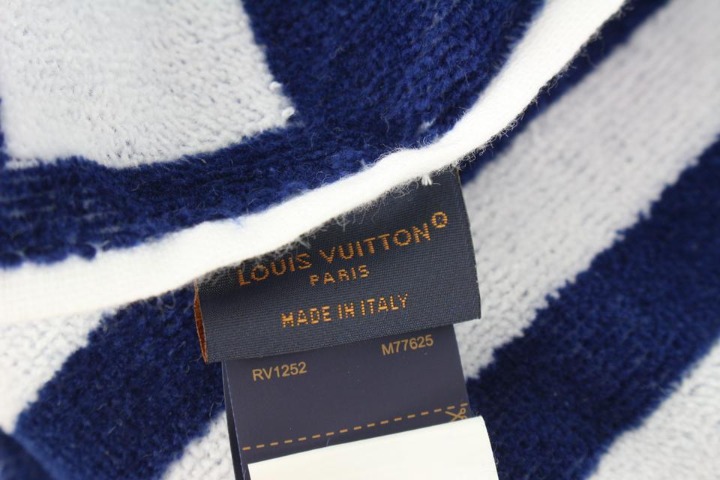 LOUIS VUITTON®
PARIS
MADE IN ITALY
RV1252 M77625